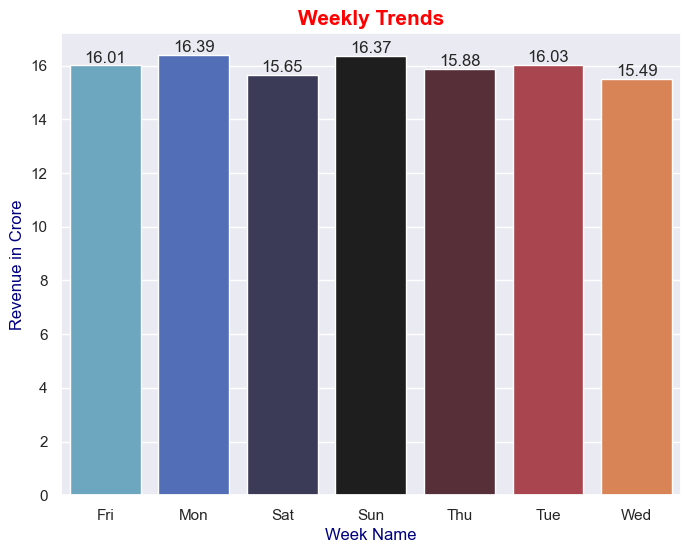 Weekly Trends
16.01 16.39 15.65 16.37 15.88 16.03 15.49
16
14
12
10
8
6
4
2
0
Revenue in Crore
Fri Mon Sat Sun Thu Tue Wed
Week Name